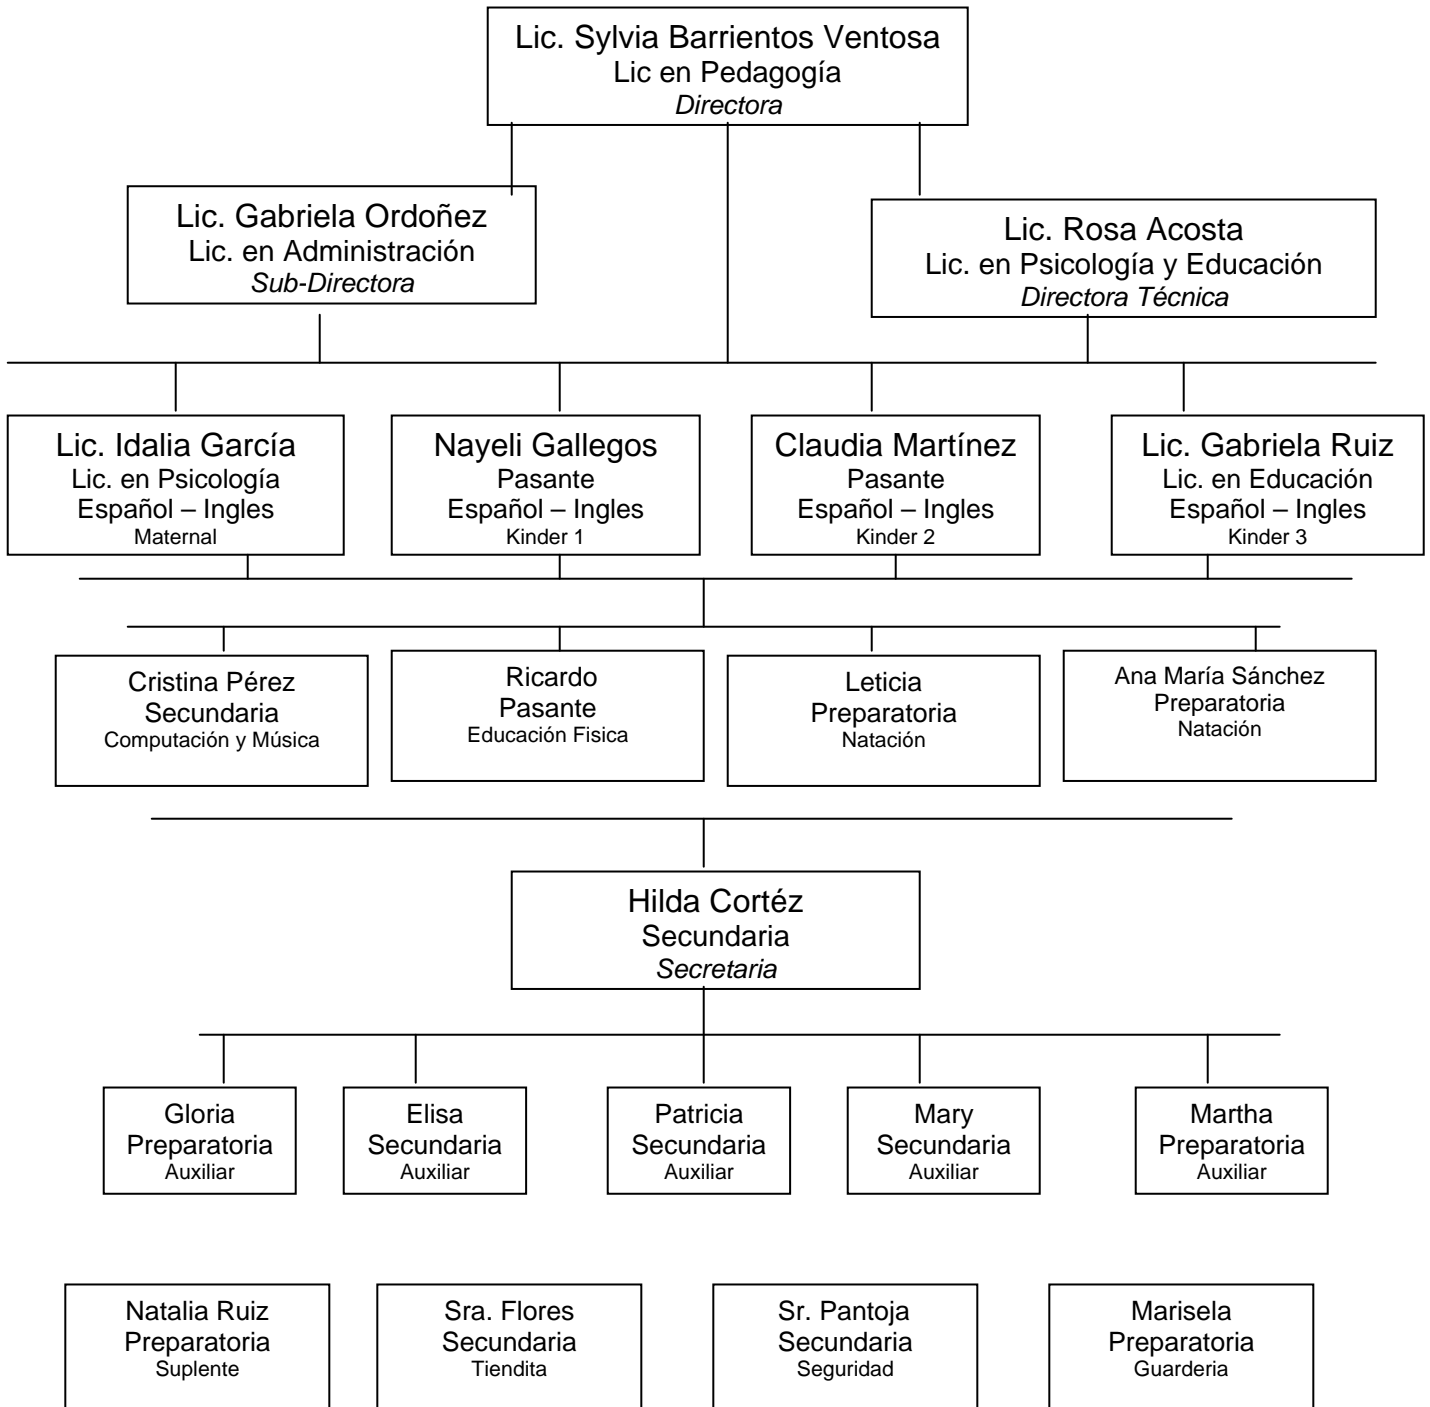 Lic. Sylvia Barrientos Ventosa
Lic en Pedagogía
Directora
Lic. Gabriela Ordoñez
Lic. en Administración
Sub-Directora
Lic. Rosa Acosta
Lic. en Psicología y Educación
Directora Técnica
Lic. Idalia García
Lic. en Psicología
Español – Ingles
Maternal
Nayeli Gallegos
Pasante
Español – Ingles
Kinder 1
Claudia Martínez
Pasante
Español – Ingles
Kinder 2
Lic. Gabriela Ruiz
Lic. en Educación
Español – Ingles
Kinder 3
Cristina Pérez
Secundaria
Computación y Música
Ricardo
Pasante
Educación Fisica
Leticia
Preparatoria
Natación
Ana María Sánchez
Preparatoria
Natación
Hilda Cortéz
Secundaria
Secretaria
Gloria
Preparatoria
Auxiliar
Elisa
Secundaria
Auxiliar
Patricia
Secundaria
Auxiliar
Mary
Secundaria
Auxiliar
Martha
Preparatoria
Auxiliar
Natalia Ruiz
Preparatoria
Suplente
Sra. Flores
Secundaria
Tiendita
Sr. Pantoja
Secundaria
Seguridad
Marisela
Preparatoria
Guarderia